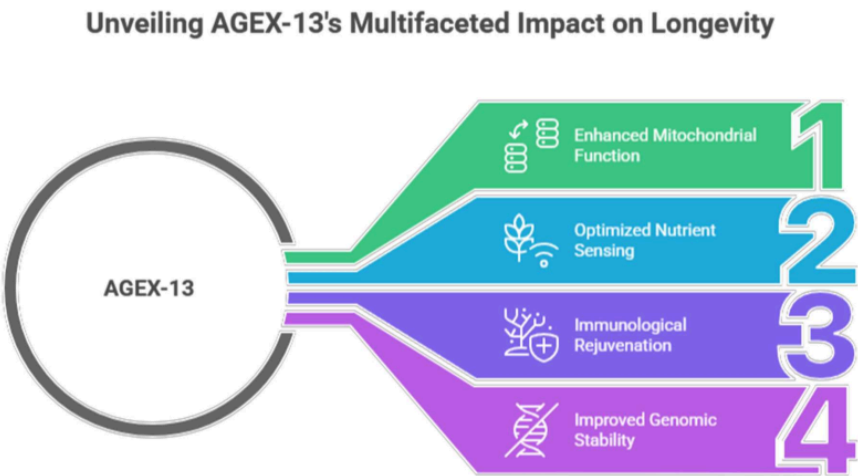 Unveiling AGEX-13's Multifaceted Impact on Longevity
AGEX-13
Enhanced Mitochondrial
Function
1
Optimized Nutrient
Sensing
2
Immunological
Rejuvenation
3
Improved Genomic
Stability
4